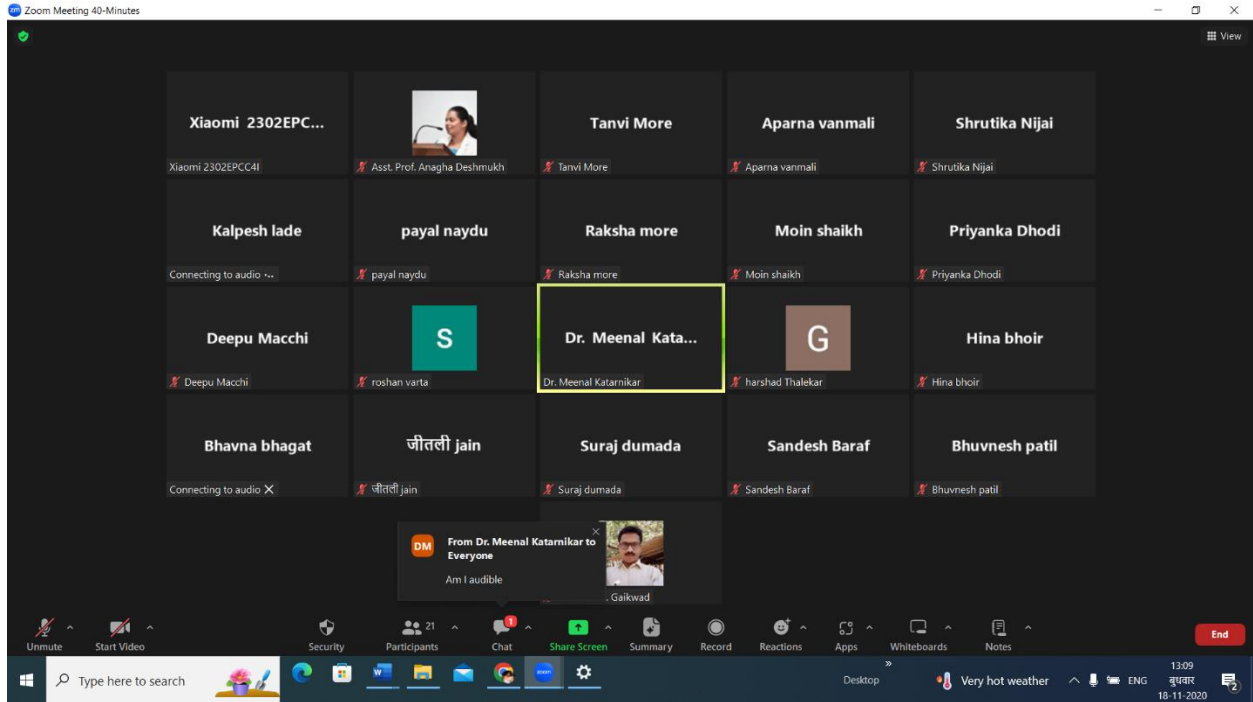 zm Zoom Meeting 40-Minutes
View
Xiaomi 2302EPC...
Xiaomi 2302EPCC4I
Asst. Prof. Anagha Deshmukh
Tanvi More
Tanvi More
Aparna vanmali
Aparna vanmali
Shrutika Nijai
Shrutika Nijai
Kalpesh lade
Connecting to audio ·..
payal naydu
payal naydu
Raksha more
Raksha more
Moin shaikh
Moin shaikh
Priyanka Dhodi
Priyanka Dhodi
Deepu Macchi
Deepu Macchi
S
roshan varta
Dr. Meenal Kata...
Dr. Meenal Katarnikar
G
harshad Thalekar
Hina bhoir
Hina bhoir
Bhavna bhagat
Connecting to audio
जीतली jain
जीतली jain
Suraj dumada
Suraj dumada
Sandesh Baraf
Sandesh Baraf
Bhuvnesh patil
Bhuvnesh patil
DM
From Dr. Meenal Katarnikar to
Everyone
Am I audible
. Gaikwad
Unmute
Start Video
Security
21
Participants
1
Chat
Share Screen
Summary
Record
Reactions
Apps
Whiteboards
Notes
End
Type here to search
W
zoom
Desktop
»
Very hot weather
ENG
13:09
बुधवार
18-11-2020
2